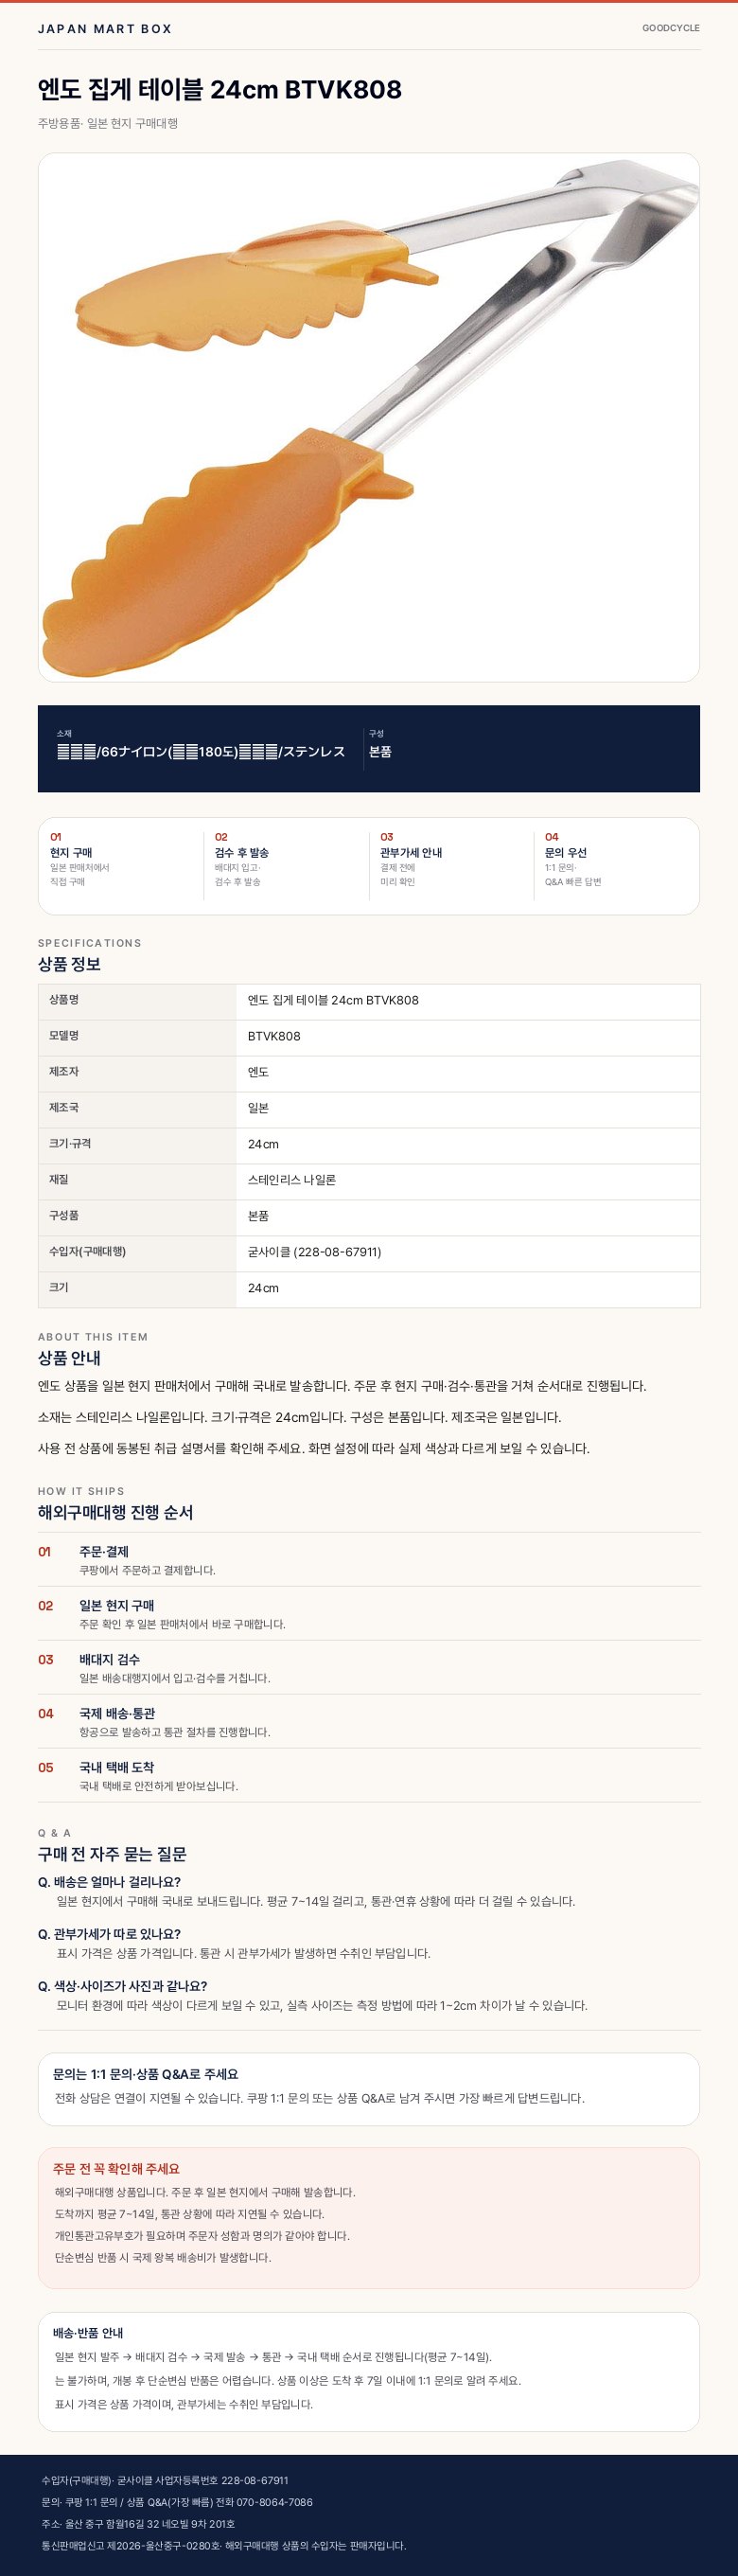 JAPAN MART BOX
GOODCYCLE
엔도 집게 테이블 24cm BTVK808
주방용품· 일본 현지 구매대행
소재
/66ナイロン(180도)/ステンレス
구성
본품
01
현지 구매
일본 판매처에서
직접 구매
02
검수 후 발송
배대지 입고·
검수 후 발송
03
관부가세 안내
결제 전에
미리 확인
04
문의 우선
1:1 문의·
Q&A 빠른 답변
SPECIFICATIONS
상품 정보
상품명 엔도 집게 테이블 24cm BTVK808
모델명 BTVK808
제조자 엔도
제조국 일본
크기·규격 24cm
재질 스테인리스 나일론
구성품 본품
수입자(구매대행) 굳사이클 (228-08-67911)
크기 24cm
ABOUT THIS ITEM
상품 안내
엔도 상품을 일본 현지 판매처에서 구매해 국내로 발송합니다. 주문 후 현지 구매·검수·통관을 거쳐 순서대로 진행됩니다.
소재는 스테인리스 나일론입니다. 크기·규격은 24cm입니다. 구성은 본품입니다. 제조국은 일본입니다.
사용 전 상품에 동봉된 취급 설명서를 확인해 주세요. 화면 설정에 따라 실제 색상과 다르게 보일 수 있습니다.
HOW IT SHIPS
해외구매대행 진행 순서
01 주문·결제
쿠팡에서 주문하고 결제합니다.
02 일본 현지 구매
주문 확인 후 일본 판매처에서 바로 구매합니다.
03 배대지 검수
일본 배송대행지에서 입고·검수를 거칩니다.
04 국제 배송·통관
항공으로 발송하고 통관 절차를 진행합니다.
05 국내 택배 도착
국내 택배로 안전하게 받아보십니다.
Q & A
구매 전 자주 묻는 질문
Q. 배송은 얼마나 걸리나요?
일본 현지에서 구매해 국내로 보내드립니다. 평균 7~14일 걸리고, 통관·연휴 상황에 따라 더 걸릴 수 있습니다.
Q. 관부가세가 따로 있나요?
표시 가격은 상품 가격입니다. 통관 시 관부가세가 발생하면 수취인 부담입니다.
Q. 색상·사이즈가 사진과 같나요?
모니터 환경에 따라 색상이 다르게 보일 수 있고, 실측 사이즈는 측정 방법에 따라 1~2cm 차이가 날 수 있습니다.
문의는 1:1 문의·상품 Q&A로 주세요
전화 상담은 연결이 지연될 수 있습니다. 쿠팡 1:1 문의 또는 상품 Q&A로 남겨 주시면 가장 빠르게 답변드립니다.
주문 전 꼭 확인해 주세요
해외구매대행 상품입니다. 주문 후 일본 현지에서 구매해 발송합니다.
도착까지 평균 7~14일, 통관 상황에 따라 지연될 수 있습니다.
개인통관고유부호가 필요하며 주문자 성함과 명의가 같아야 합니다.
단순변심 반품 시 국제 왕복 배송비가 발생합니다.
배송·반품 안내
일본 현지 발주 → 배대지 검수 → 국제 발송 → 통관 → 국내 택배 순서로 진행됩니다(평균 7~14일).
는 불가하며, 개봉 후 단순변심 반품은 어렵습니다. 상품 이상은 도착 후 7일 이내에 1:1 문의로 알려 주세요.
표시 가격은 상품 가격이며, 관부가세는 수취인 부담입니다.
수입자(구매대행)· 굳사이클 사업자등록번호 228-08-67911
문의· 쿠팡 1:1 문의 / 상품 Q&A(가장 빠름) 전화 070-8064-7086
주소· 울산 중구 함월16길 32 네오빌 9차 201호
통신판매업신고 제2026-울산중구-0280호· 해외구매대행 상품의 수입자는 판매자입니다.